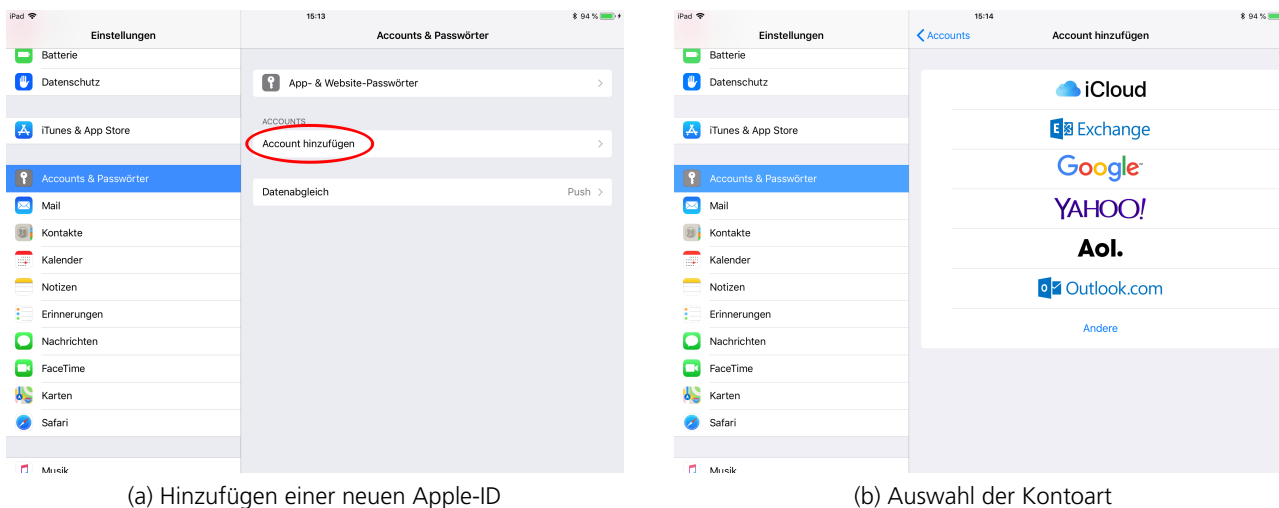 iPad 15:13 94 %
Einstellungen
Accounts & Passwörter
Batterie
Datenschutz
iTunes & App Store
Accounts & Passwörter
Mail
Kontakte
Kalender
Notizen
Erinnerungen
Nachrichten
FaceTime
Karten
Safari
Musik
App- & Website-Passwörter
ACCOUNTS
Account hinzufügen
Datenabgleich Push
(a) Hinzufügen einer neuen Apple-ID
iPad 15:14 94 %
Einstellungen
Accounts
Account hinzufügen
Batterie
Datenschutz
iTunes & App Store
Accounts & Passwörter
Mail
Kontakte
Kalender
Notizen
Erinnerungen
Nachrichten
FaceTime
Karten
Safari
Musik
iCloud
Exchange
Google
YAHOO!
Aol.
Outlook.com
Andere
(b) Auswahl der Kontoart